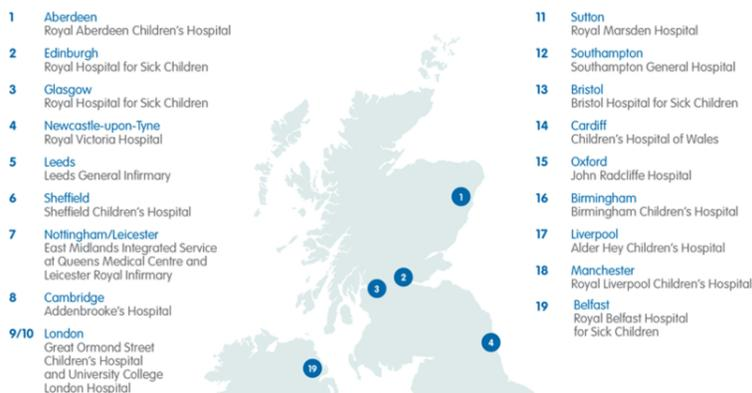 1 Aberdeen
Royal Aberdeen Children's Hospital
2 Edinburgh
Royal Hospital for Sick Children
3 Glasgow
Royal Hospital for Sick Children
4 Newcastle-upon-Tyne
Royal Victoria Hospital
5 Leeds
Leeds General Infirmary
6 Sheffield
Sheffield Children's Hospital
7 Nottingham/Leicester
East Midlands Integrated Service
at Queens Medical Centre and
Leicester Royal Infirmary
8 Cambridge
Addenbrooke's Hospital
9/10 London
Great Ormond Street
Children's Hospital
and University College
London Hospital
1
2
3
4
19
11 Sutton
Royal Marsden Hospital
12 Southampton
Southampton General Hospital
13 Bristol
Bristol Hospital for Sick Children
14 Cardiff
Children's Hospital of Wales
15 Oxford
John Radcliffe Hospital
16 Birmingham
Birmingham Children's Hospital
17 Liverpool
Alder Hey Children's Hospital
18 Manchester
Royal Liverpool Children's Hospital
19 Belfast
Royal Belfast Hospital
for Sick Children